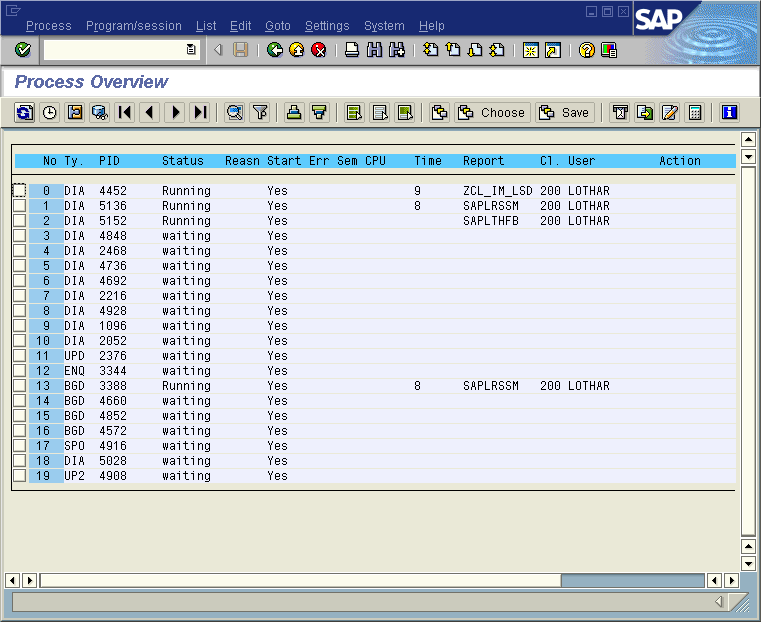 Process Program/session List Edit Goto Settings System Help
SAP
Process Overview
Choose Save
No Ty. PID Status Reasn Start Err Sem CPU Time Report Cl. User Action
0 DIA 4452 Running Yes 9 ZCL_IM_LSD 200 LOTHAR
1 DIA 5136 Running Yes 8 SAPLRSSM 200 LOTHAR
2 DIA 5152 Running Yes SAPLTHFB 200 LOTHAR
3 DIA 4848 waiting Yes
4 DIA 2468 waiting Yes
5 DIA 4736 waiting Yes
6 DIA 4692 waiting Yes
7 DIA 2216 waiting Yes
8 DIA 4928 waiting Yes
9 DIA 1096 waiting Yes
10 DIA 2052 waiting Yes
11 UPD 2376 waiting Yes
12 ENQ 3344 waiting Yes
13 BGD 3388 Running Yes 8 SAPLRSSM 200 LOTHAR
14 BGD 4660 waiting Yes
15 BGD 4852 waiting Yes
16 BGD 4572 waiting Yes
17 SPO 4916 waiting Yes
18 DIA 5028 waiting Yes
19 UP2 4908 waiting Yes